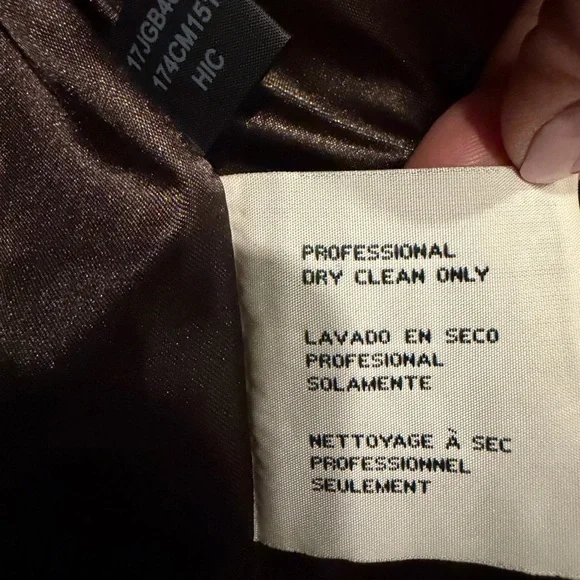 HIC
PROFESSIONAL
DRY CLEAN ONLY
LAVADO EN SECO
PROFESIONAL
SOLAMENTE
NETTOYAGE À SEC
PROFESSIONNEL
SEULEMENT